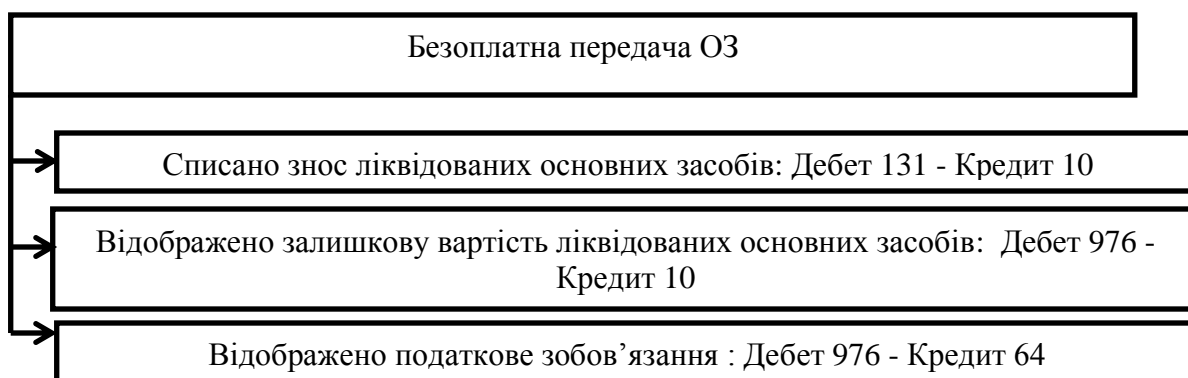 Безоплатна передача ОЗ
Списано знос ліквідованих основних засобів: Дебет 131 - Кредит 10
Відображено залишкову вартість ліквідованих основних засобів: Дебет 976 -
Кредит 10
Відображено податкове зобов’язання : Дебет 976 - Кредит 64